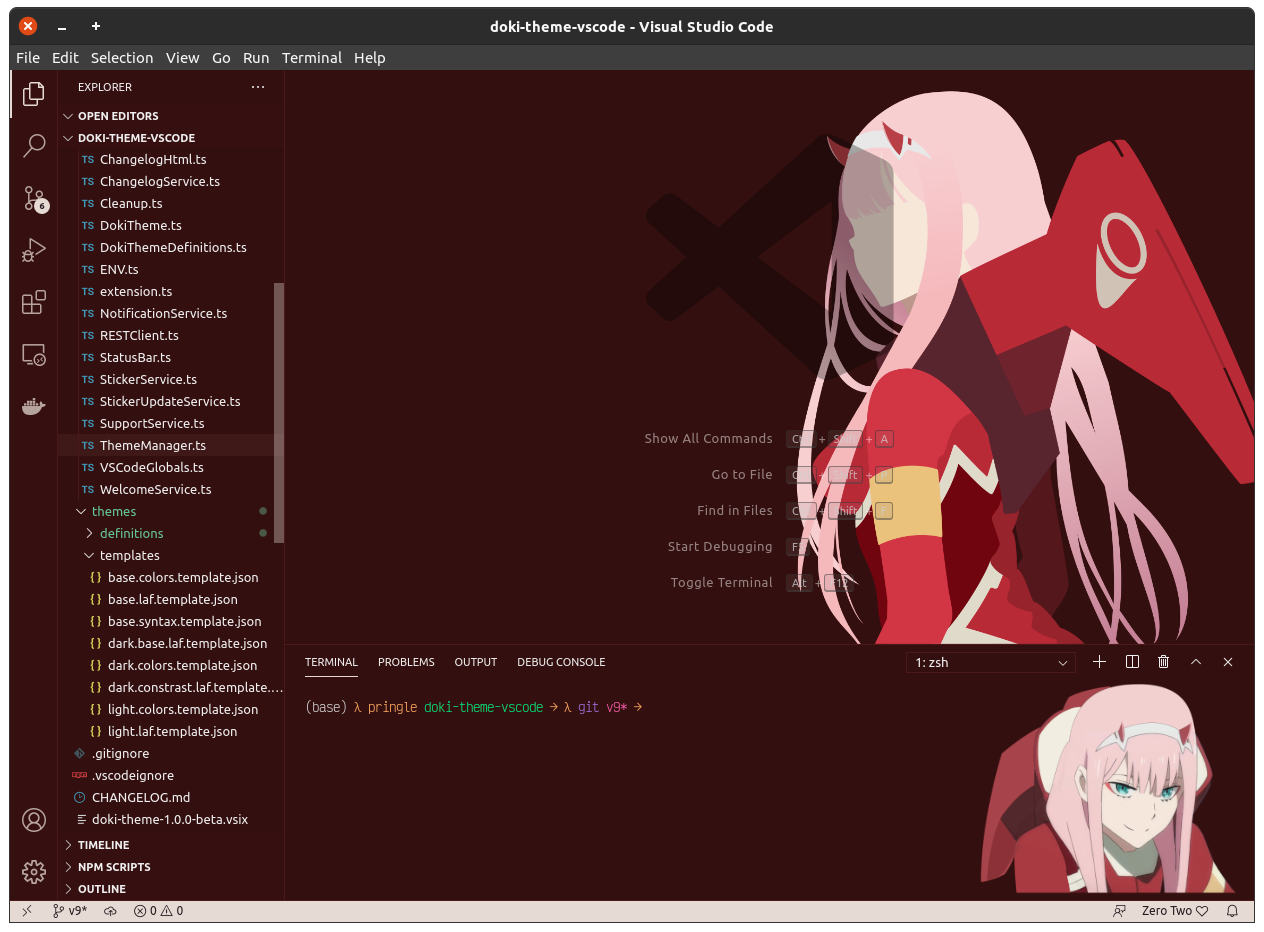 doki-theme-vscode - Visual Studio Code
File Edit Selection View Go Run Terminal Help
EXPLORER ...
OPEN EDITORS
DOKI-THEME-VSCODE
TS ChangelogHtml.ts
TS ChangelogService.ts
TS Cleanup.ts
TS DokiTheme.ts
TS DokiThemeDefinitions.ts
TS ENV.ts
TS extension.ts
TS NotificationService.ts
TS RESTClient.ts
TS StatusBar.ts
TS StickerService.ts
TS StickerUpdateService.ts
TS SupportService.ts
TS ThemeManager.ts
TS VSCodeGlobals.ts
TS WelcomeService.ts
themes
definitions
templates
{} base.colors.template.json
{} base.laf.template.json
{} base.syntax.template.json
{} dark.base.laf.template.json
{} dark.colors.template.json
{} dark.constrast.laf.template....
{} light.colors.template.json
{} light.laf.template.json
.gitignore
.vscodeignore
CHANGELOG.md
doki-theme-1.0.0-beta.vsix
TIMELINE
NPM SCRIPTS
OUTLINE
6
Show All Commands Ctrl + Shift + A
Go to File Shift +
Find in Files Shift +
Start Debugging
Toggle Terminal Alt + F12
TERMINAL PROBLEMS OUTPUT DEBUG CONSOLE 1: zsh
(base) λ pringle doki-theme-vscode → λ git v9* →
v9* 0 0 Zero Two ♡